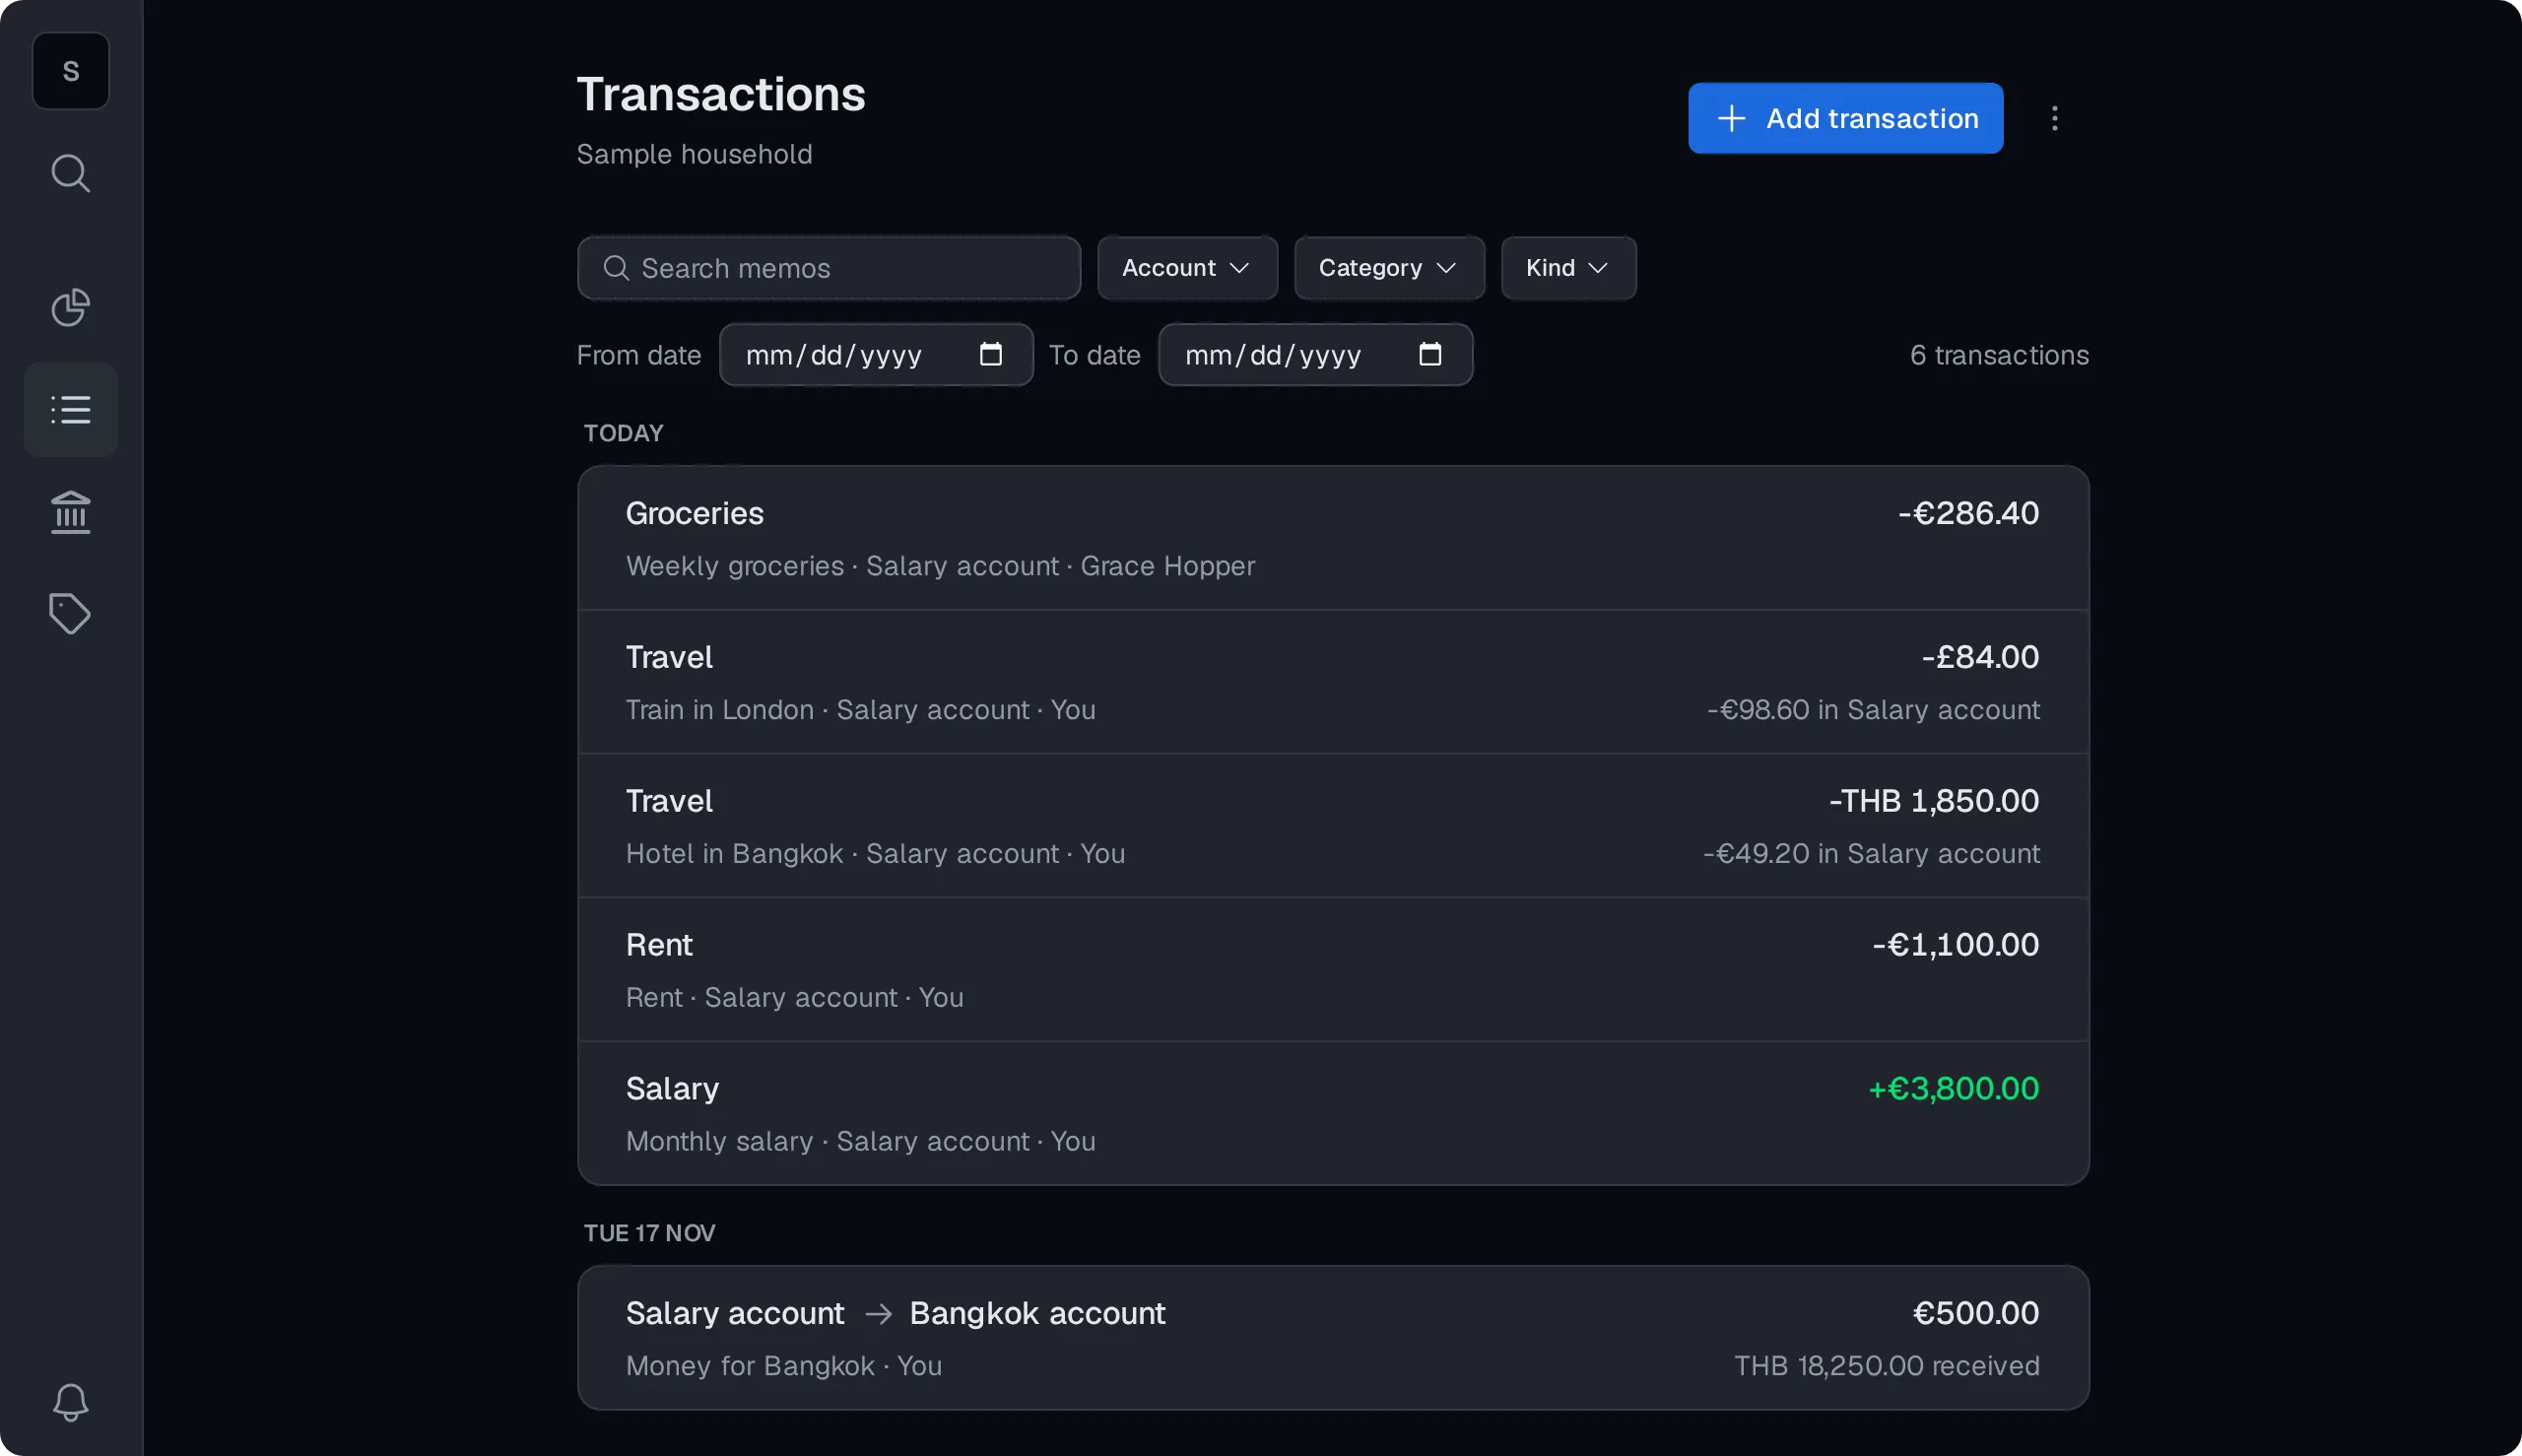 S
Transactions
Sample household
Add transaction
Search memos
Account
Category
Kind
From date
mm/dd/yyyy
To date
mm/dd/yyyy
6 transactions
TODAY
Groceries
-€286.40
Weekly groceries · Salary account · Grace Hopper
Travel
-£84.00
Train in London · Salary account · You
-€98.60 in Salary account
Travel
-THB 1,850.00
Hotel in Bangkok · Salary account · You
-€49.20 in Salary account
Rent
-€1,100.00
Rent · Salary account · You
Salary
+€3,800.00
Monthly salary · Salary account · You
TUE 17 NOV
Salary account → Bangkok account
€500.00
Money for Bangkok · You
THB 18,250.00 received